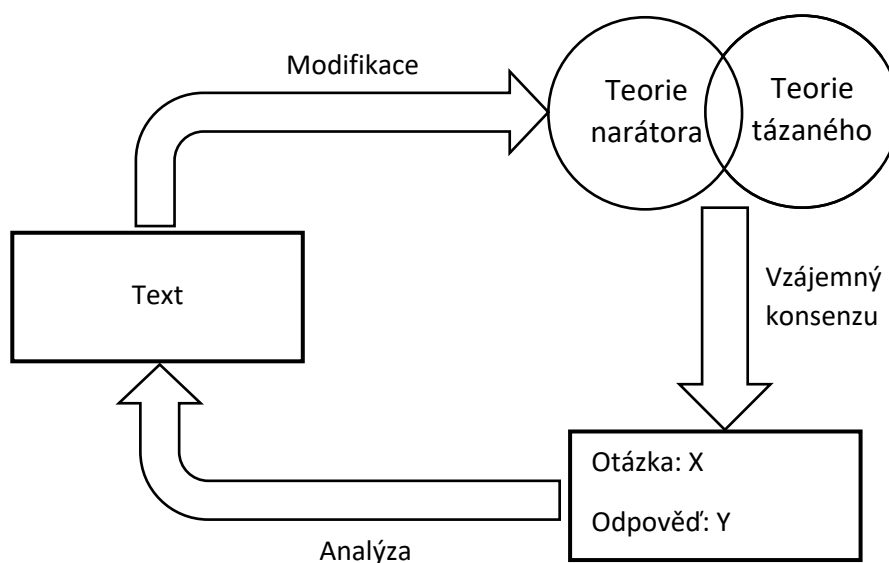 Modifikace
Teorie
narátora
Teorie
tázaného
Text
Vzájemný
konsenzu
Otázka: X
Odpověď: Y
Analýza